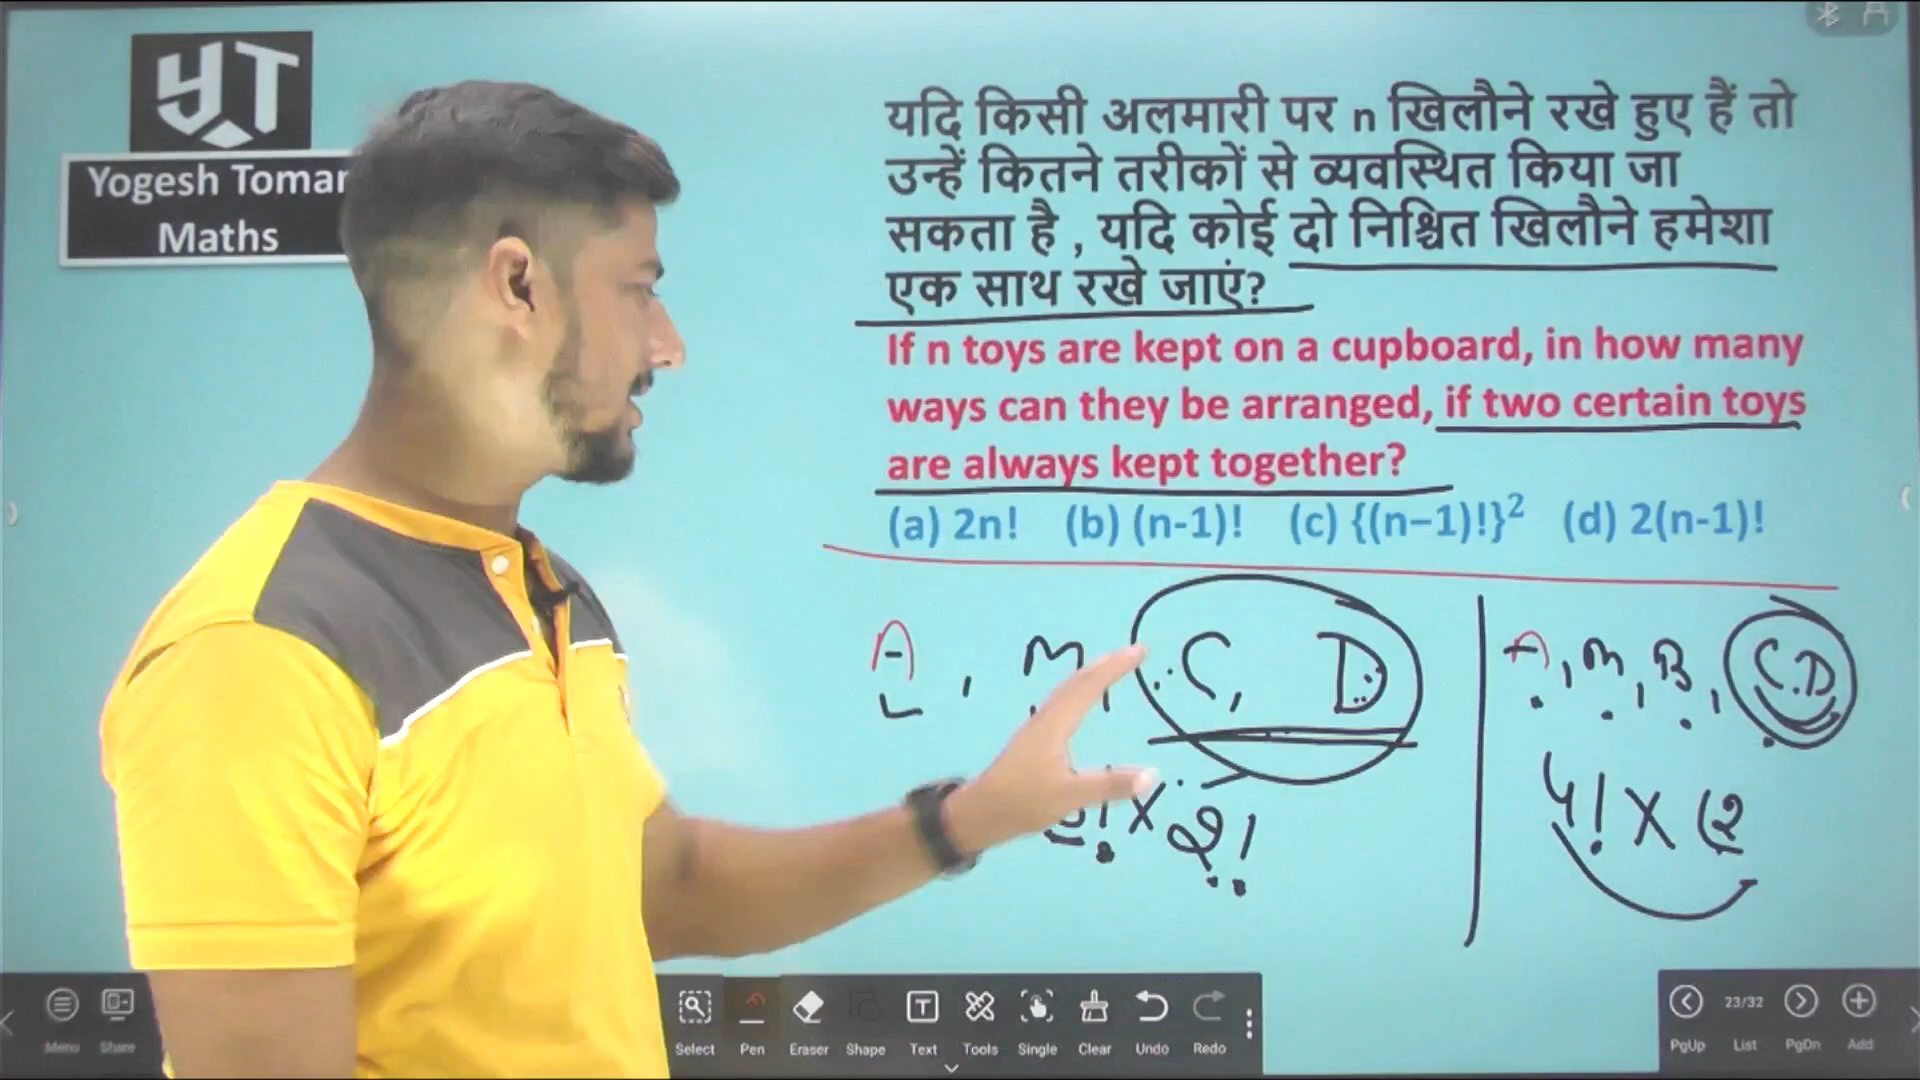 YT
Yogesh Tomar
Maths
यदि किसी अलमारी पर n खिलौने रखे हुए हैं तो
उन्हें कितने तरीकों से व्यवस्थित किया जा
सकता है , यदि कोई दो निश्चित खिलौने हमेशा
एक साथ रखे जाएं?
If n toys are kept on a cupboard, in how many
ways can they be arranged, if two certain toys
are always kept together?
(a) 2n! (b) (n-1)! (c) {(n−1)!}² (d) 2(n-1)!
A , M , C, D
A, M, B, C.D
! X 2!
4! X (2
Menu Share Select Pen Eraser Shape Text Tools Single Clear Undo Redo
23/32
PgUp List PgDn Add